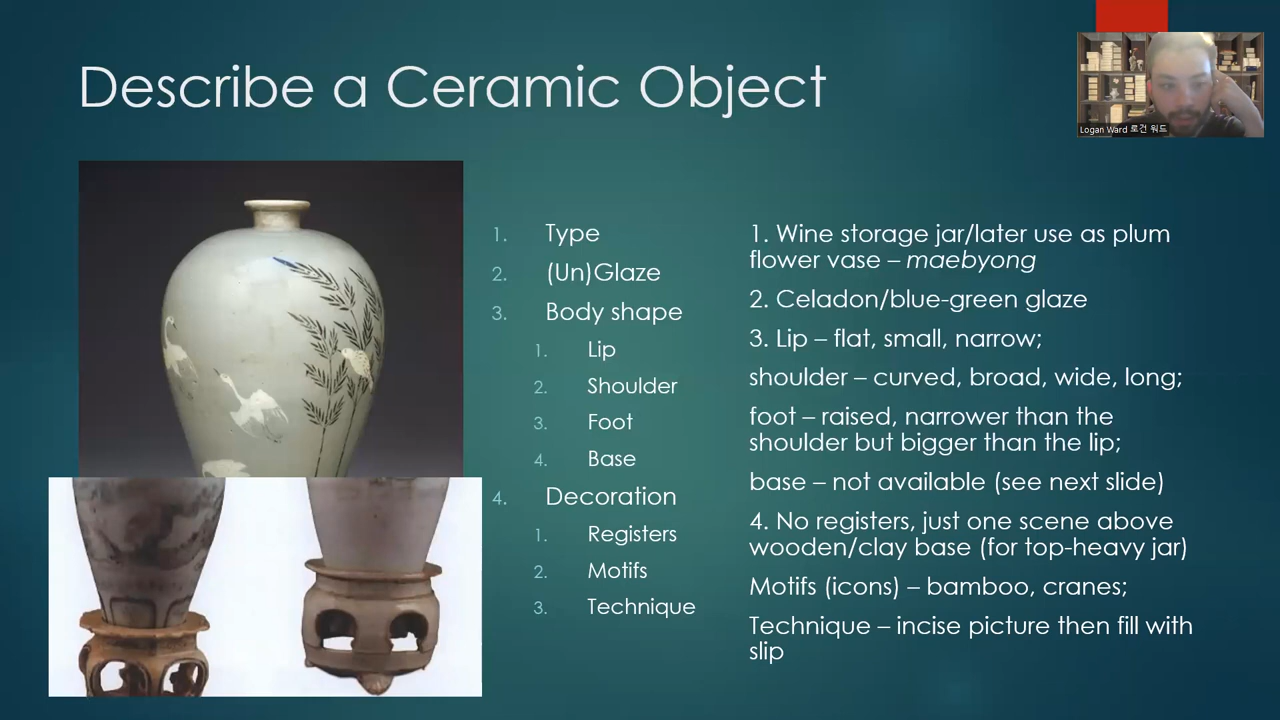 Describe a Ceramic Object
Logan Ward 로건 워드
1. Type
2. (Un)Glaze
3. Body shape
1. Lip
2. Shoulder
3. Foot
4. Base
4. Decoration
1. Registers
2. Motifs
3. Technique
1. Wine storage jar/later use as plum
flower vase – maebyong
2. Celadon/blue-green glaze
3. Lip – flat, small, narrow;
shoulder – curved, broad, wide, long;
foot – raised, narrower than the
shoulder but bigger than the lip;
base – not available (see next slide)
4. No registers, just one scene above
wooden/clay base (for top-heavy jar)
Motifs (icons) – bamboo, cranes;
Technique – incise picture then fill with
slip